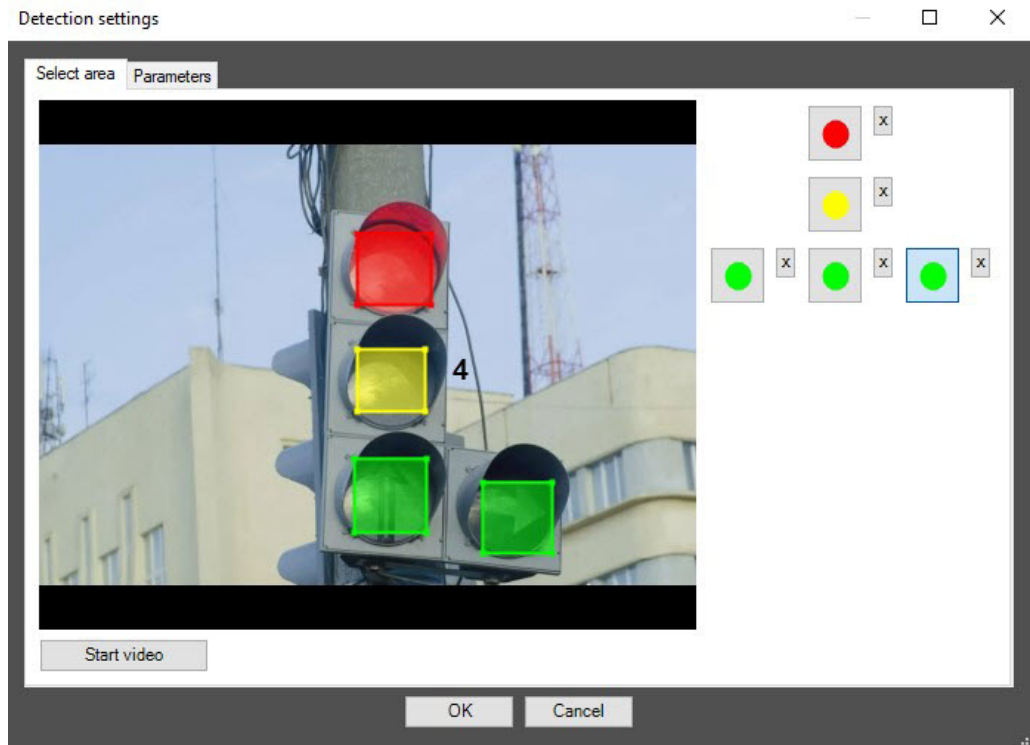 Detection settings
Select area
Parameters
x
x
x
x
x
4
Start video
OK
Cancel